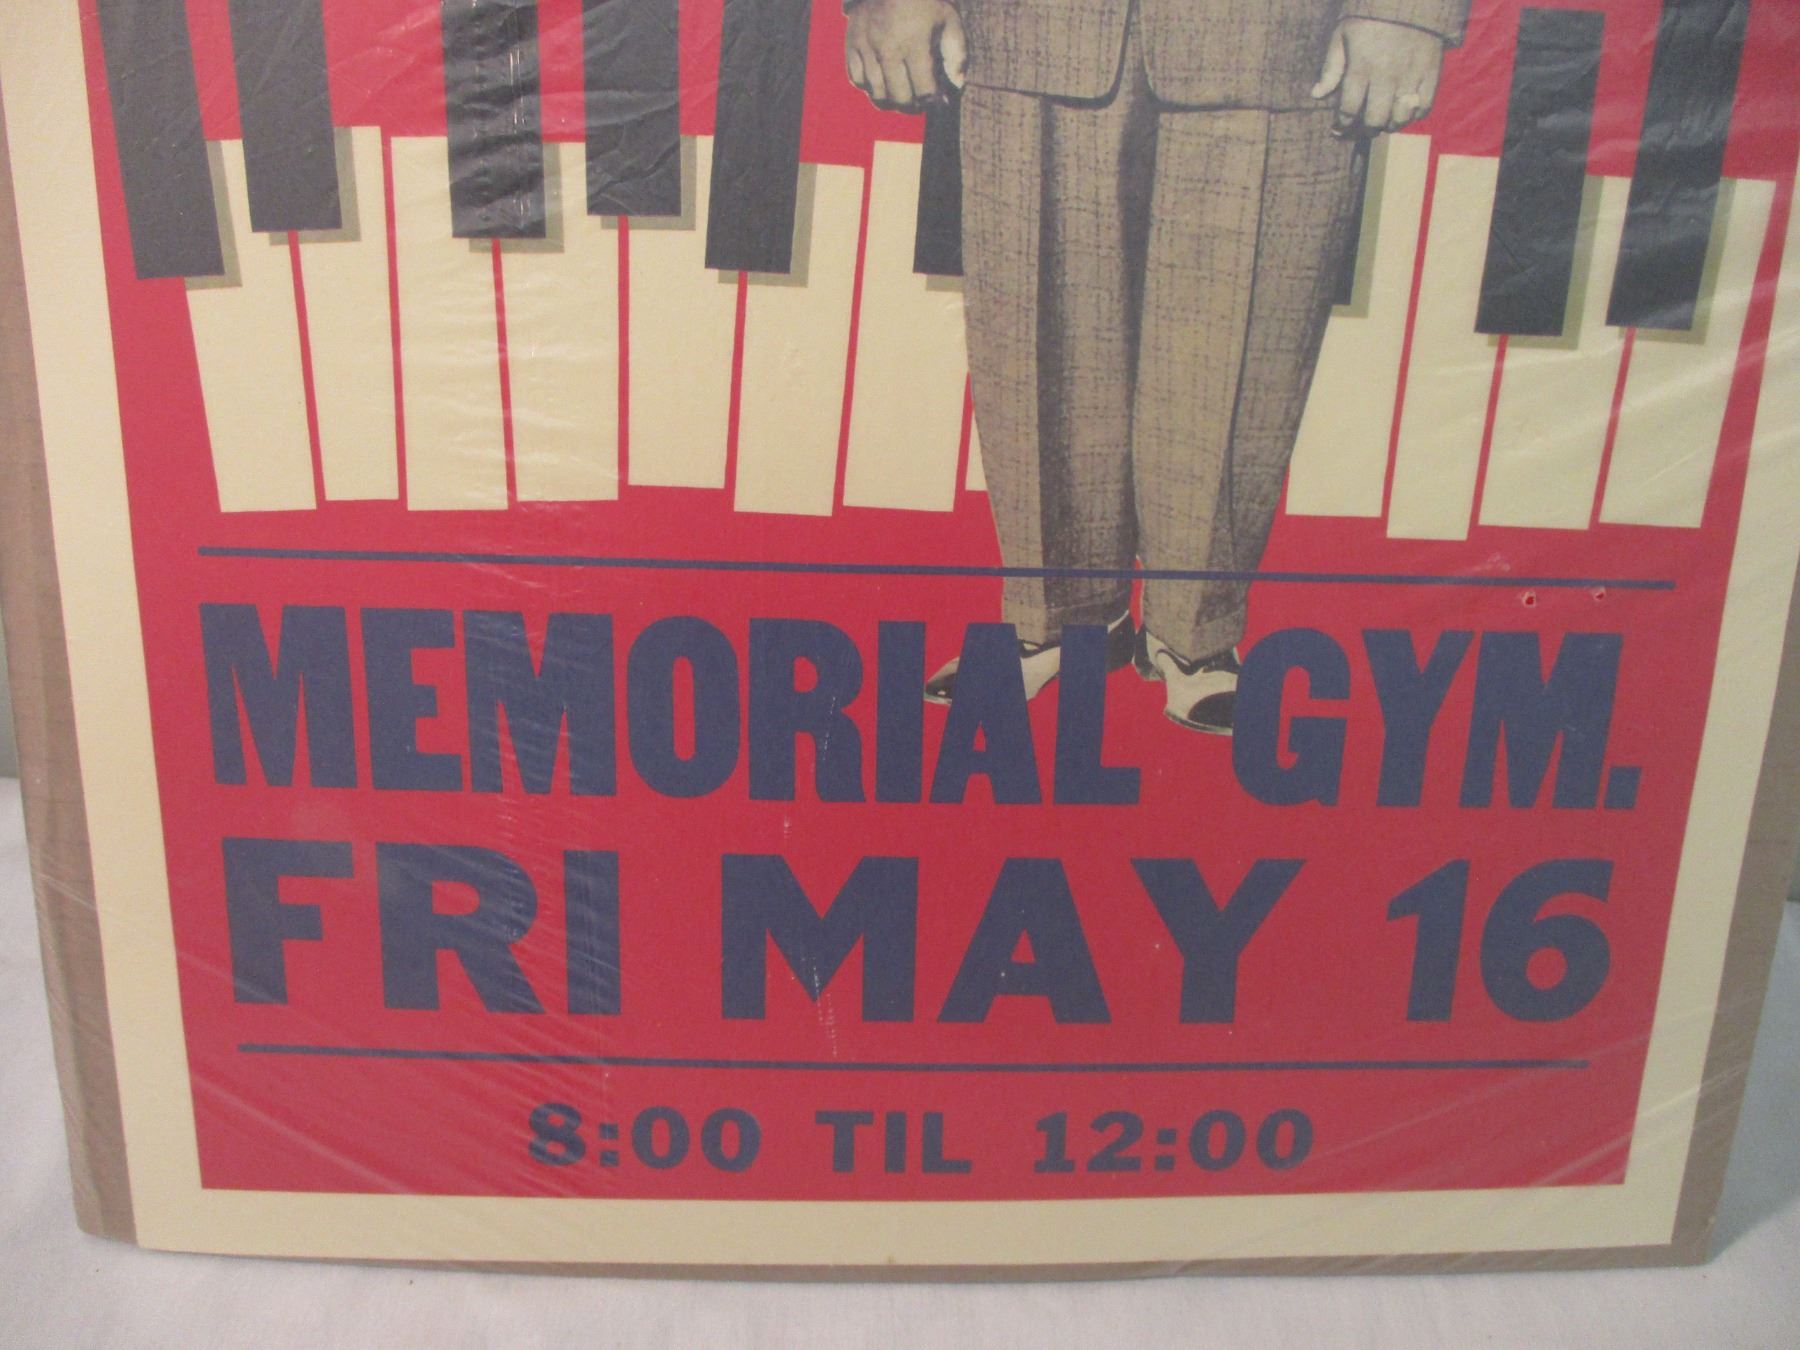 MEMORIAL GYM.
FRI MAY 16
8:00 TIL 12:00